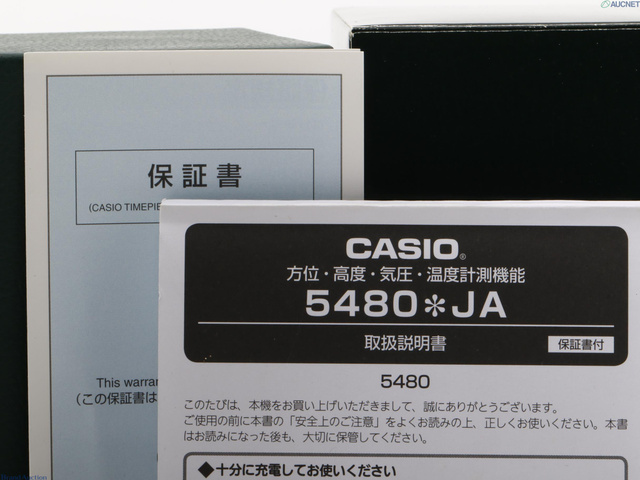 AUCNET
保証書
(CASIO TIMEPIE
This warran
(この保証書は
CASIO®
方位・高度・気圧・温度計測機能
5480＊JA
取扱説明書
保証書付
5480
このたびは、本機をお買い上げいただきまして、誠にありがとうございます。
ご使用の前に本書の「安全上のご注意」をよくお読みの上、正しくお使いください。本書
はお読みになった後も、大切に保管してください。
◆十分に充電してお使いください